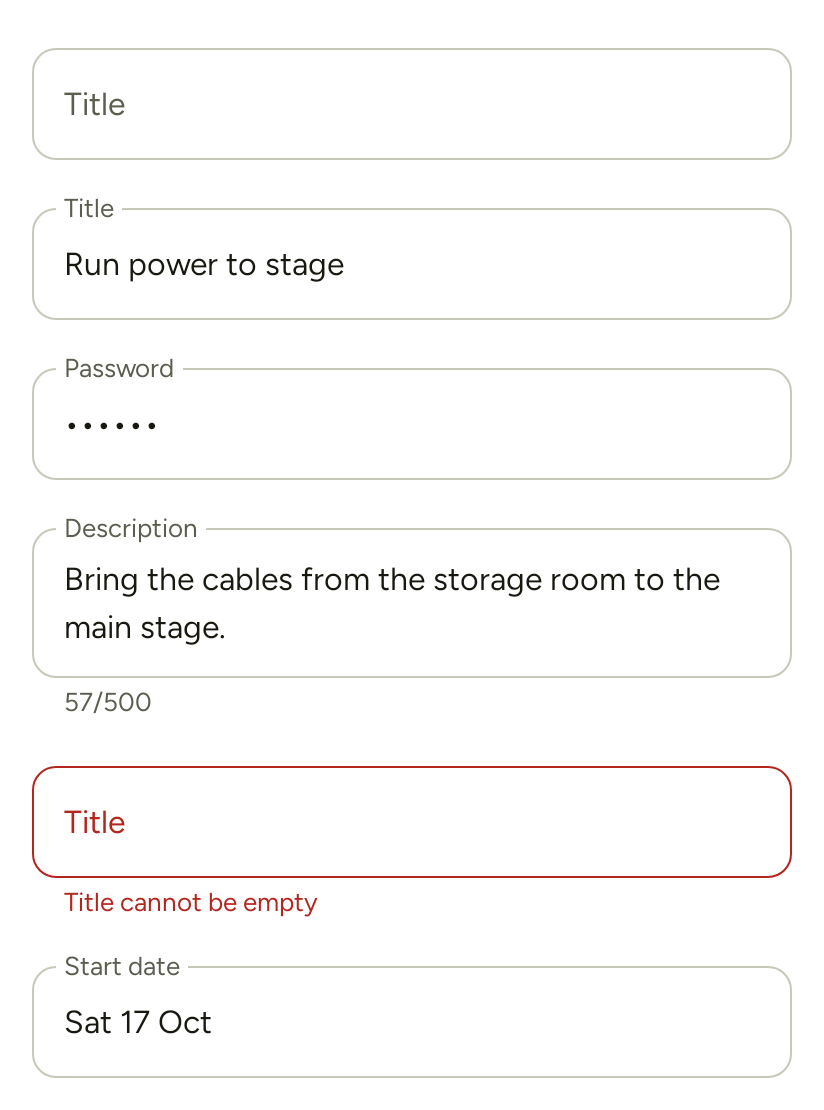 Title
Title
Run power to stage
Password
••••••
Description
Bring the cables from the storage room to the
main stage.
57/500
Title
Title cannot be empty
Start date
Sat 17 Oct